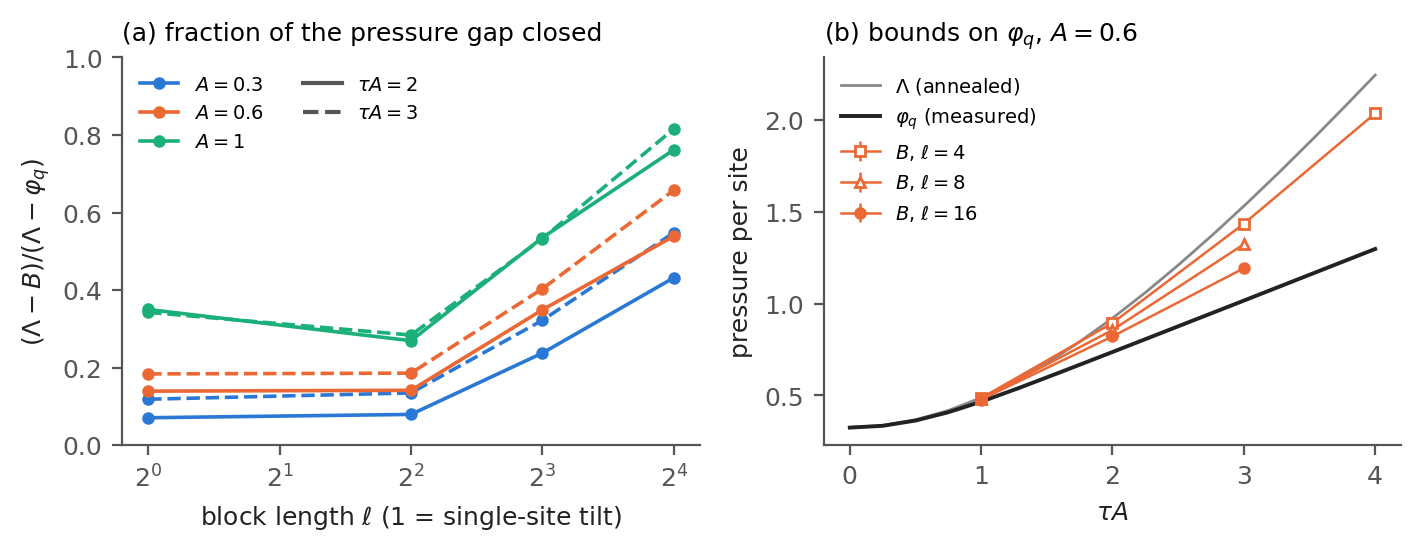 (a) fraction of the pressure gap closed
(Λ − B)/(Λ − φ_q)
1.0
0.8
0.6
0.4
0.2
0.0
A = 0.3
A = 0.6
A = 1
τA = 2
τA = 3
2^0
2^1
2^2
2^3
2^4
block length ℓ (1 = single-site tilt)
(b) bounds on φ_q, A = 0.6
pressure per site
2.0
1.5
1.0
0.5
Λ (annealed)
φ_q (measured)
B, ℓ = 4
B, ℓ = 8
B, ℓ = 16
0
1
2
3
4
τA